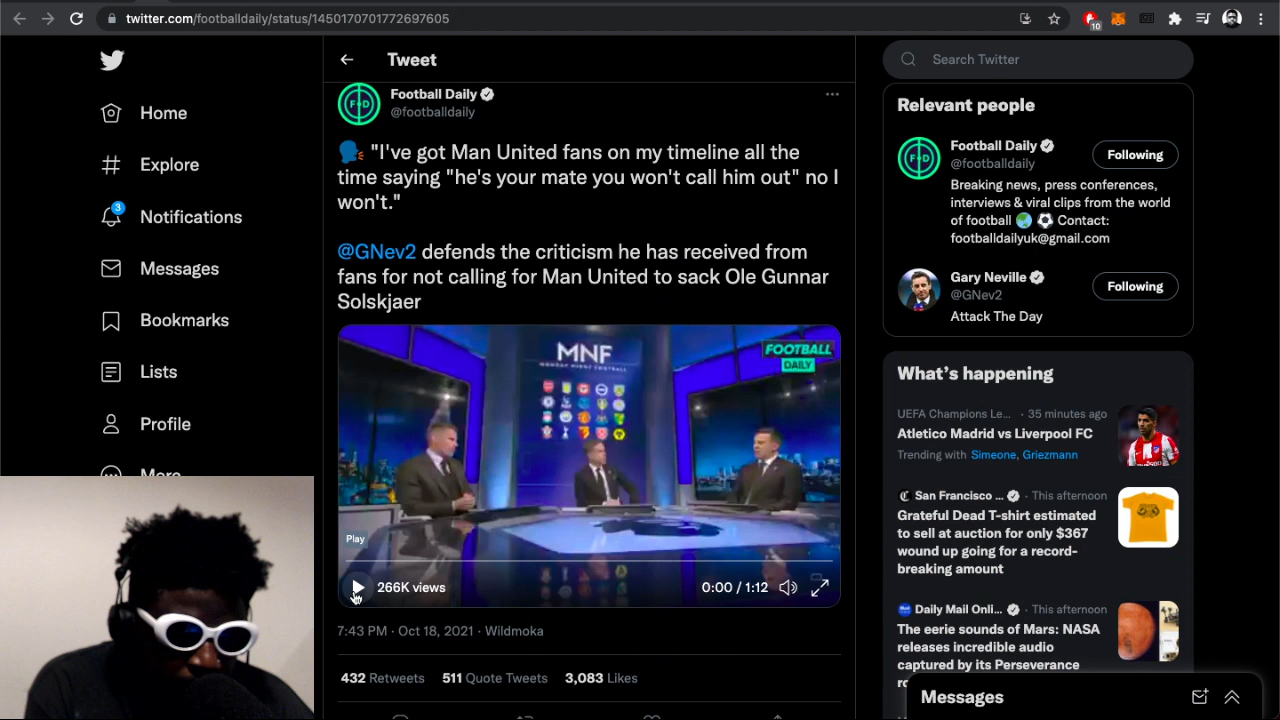 twitter.com/footballdaily/status/1450170701772697605
10
Home
Explore
3
Notifications
Messages
Bookmarks
Lists
Profile
More
Tweet
Football Daily
@footballdaily
"I've got Man United fans on my timeline all the
time saying "he's your mate you won't call him out" no I
won't."
@GNev2 defends the criticism he has received from
fans for not calling for Man United to sack Ole Gunnar
Solskjaer
MNF
MONDAY NIGHT FOOTBALL
FOOTBALL
DAILY
Play
266K views
0:00 / 1:12
7:43 PM · Oct 18, 2021 · Wildmoka
432 Retweets 511 Quote Tweets 3,083 Likes
Search Twitter
Relevant people
Football Daily
@footballdaily
Following
Breaking news, press conferences,
interviews & viral clips from the world
of football Contact:
footballdailyuk@gmail.com
Gary Neville
@GNev2
Following
Attack The Day
What's happening
UEFA Champions Le... · 35 minutes ago
Atletico Madrid vs Liverpool FC
Trending with Simeone, Griezmann
San Francisco ... · This afternoon
Grateful Dead T-shirt estimated
to sell at auction for only $367
wound up going for a record-
breaking amount
Daily Mail Onli... · This afternoon
The eerie sounds of Mars: NASA
releases incredible audio
captured by its Perseverance
Messages